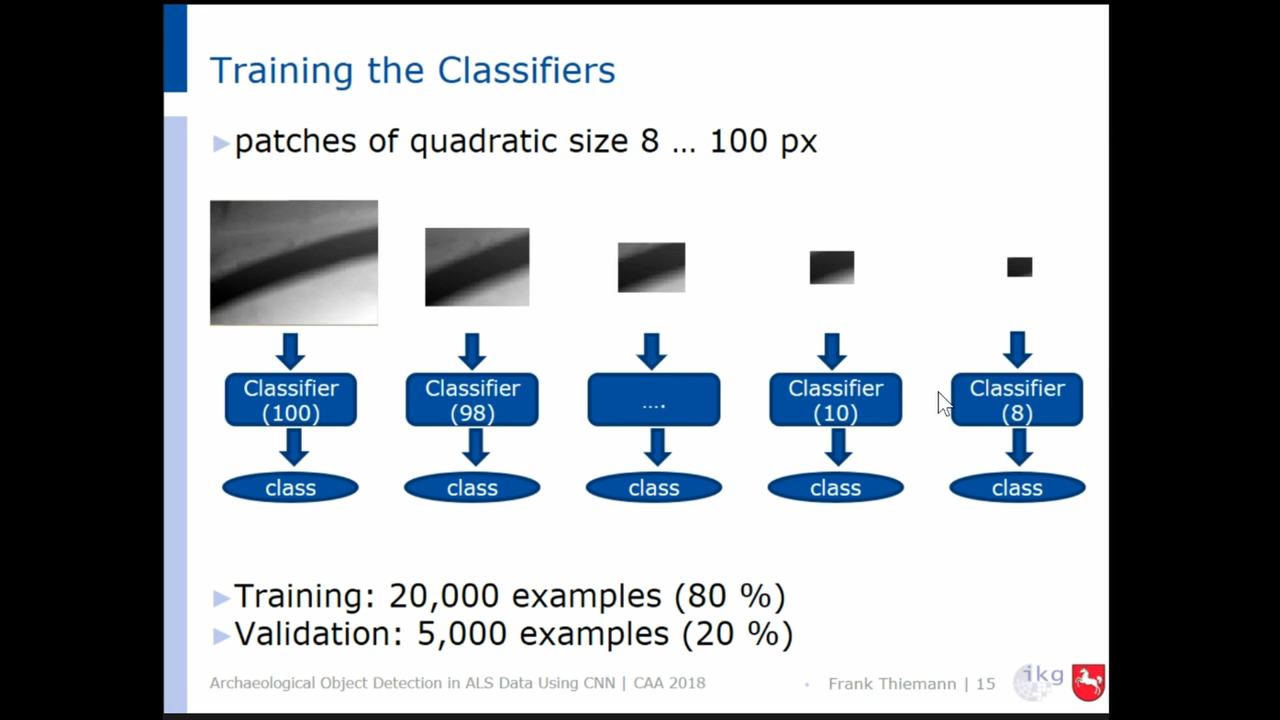 Training the Classifiers
►patches of quadratic size 8 … 100 px
Classifier (100)
Classifier (98)
....
Classifier (10)
Classifier (8)
class
class
class
class
class
►Training: 20,000 examples (80 %)
►Validation: 5,000 examples (20 %)
Archaeological Object Detection in ALS Data Using CNN | CAA 2018
Frank Thiemann | 15
ikg